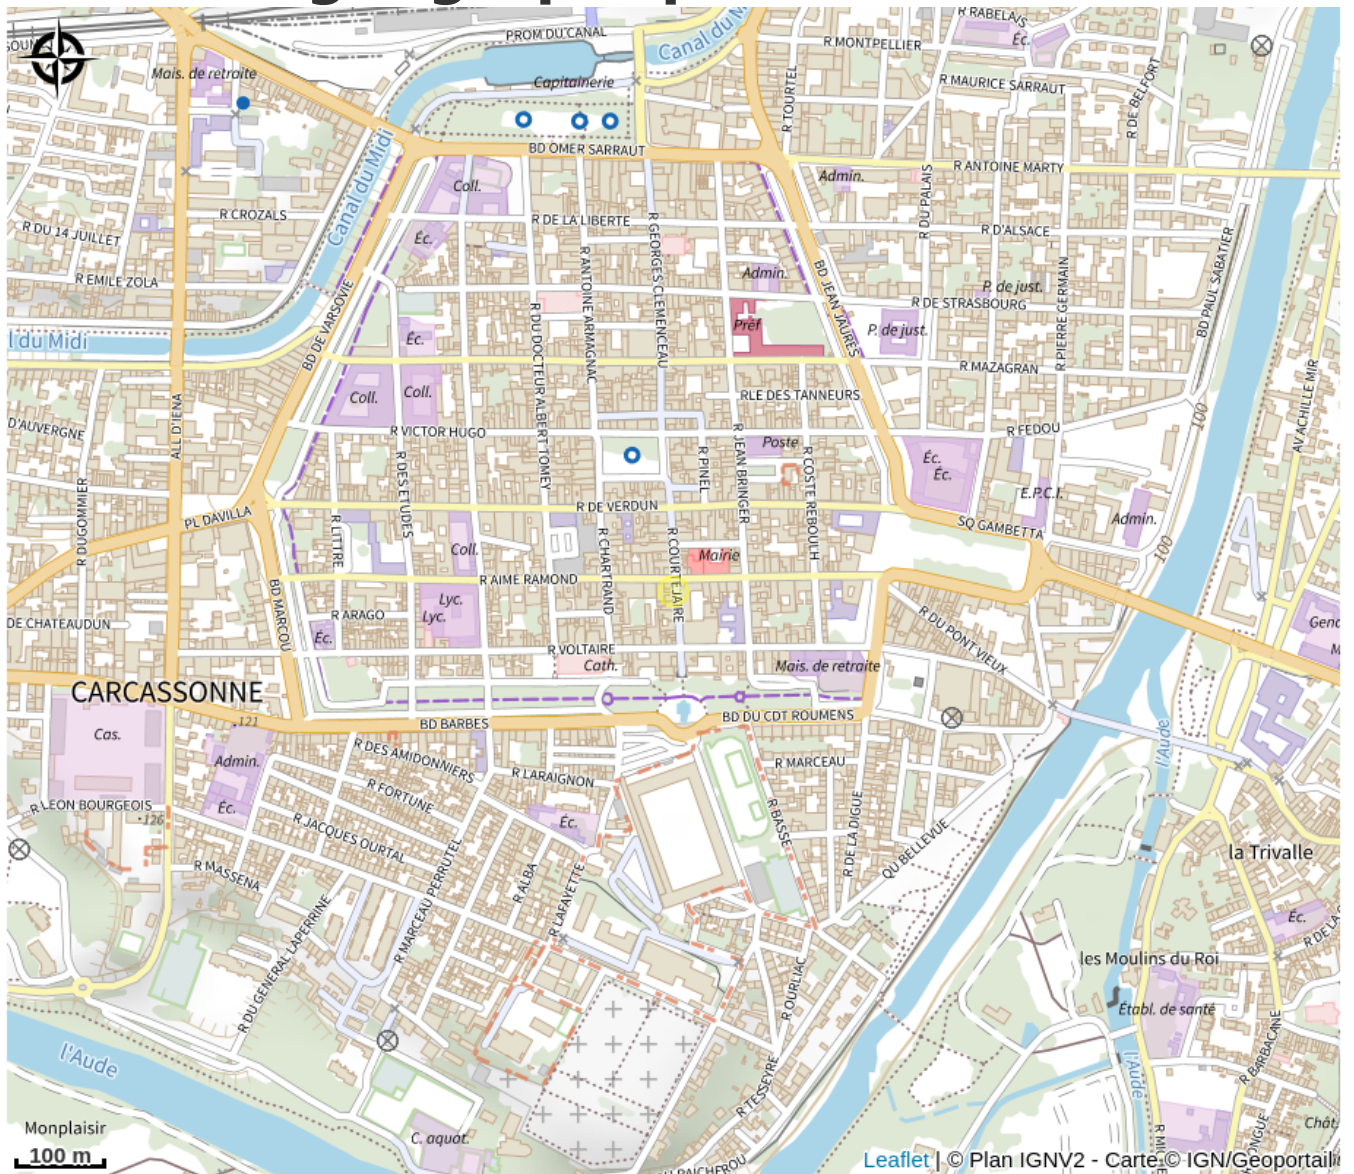 PROM DU CANAL
Canal du M
R RABELAIS
Éc.
R MONTPELLIER
Mais. de retraite
Capitainerie
R MAURICE SARRAUT
R TOURTEL
R DE BELFORT
BD OMER SARRAUT
Canal du Midi
Coll.
Admin.
R ANTOINE MARTY
R CROZALS
R DE LA LIBERTE
R DU PALAIS
R D'ALSACE
R DU 14 JUILLET
Éc.
R GEORGES CLEMENCEAU
R ANTOINE ARMAGNAC
Admin.
BD JEAN JAURES
R PIERRE GERMAIN
BD PAUL SABATIER
R EMILE ZOLA
P. de just.
R DE STRASBOURG
BD DE VARSOVIE
R DU DOCTEUR ALBERT TOMEY
Préf
P. de just.
l du Midi
Éc.
R MAZAGRAN
AV ACHILLE MIR
Coll.
Coll.
RLE DES TANNEURS
100
D'AUVERGNE
ALL D'IENA
R VICTOR HUGO
R FEDOU
Poste
R DES ETUDES
R PINEL
R JEAN BRINGER
R COSTE REBOULH
Éc.
Éc.
R DUGOMMIER
E.P.C.I.
R DE VERDUN
PL DAVILLA
Admin.
SQ GAMBETTA
R LITTRE
Coll.
R CHARTRAND
R COURTEJAIRE
Mairie
100
R AIME RAMOND
BD MARCOU
Lyc.
Lyc.
R ARAGO
DE CHATEAUDUN
Éc.
R DU PONT VIEUX
Gend
R VOLTAIRE
Cath.
Mais. de retraite
CARCASSONNE
BD BARBES
BD DU CDT ROUMENS
121
Cas.
Admin.
R DES AMIDONNIERS
R LARAIGNON
R MARCEAU
l'Aude
R FORTUNE
R LEON BOURGEOIS
Éc.
126
R JACQUES OURTAL
Éc.
R BASSE
R DE LA DIGUE
QU BELLEVUE
la Trivalle
R MASSENA
R MARCEAU PERRUTEL
R ALBA
R LAFAYETTE
Éc.
R DU GENERAL LAPERRINE
les Moulins du Roi
R OURLIAC
Établ. de santé
l'Aude
l'Aude
R TESSEYRE
R BARBACANE
Monplaisir
C. aquat.
Chât.
100 m
Leaflet | © Plan IGNV2 - Carte © IGN/Geoportail